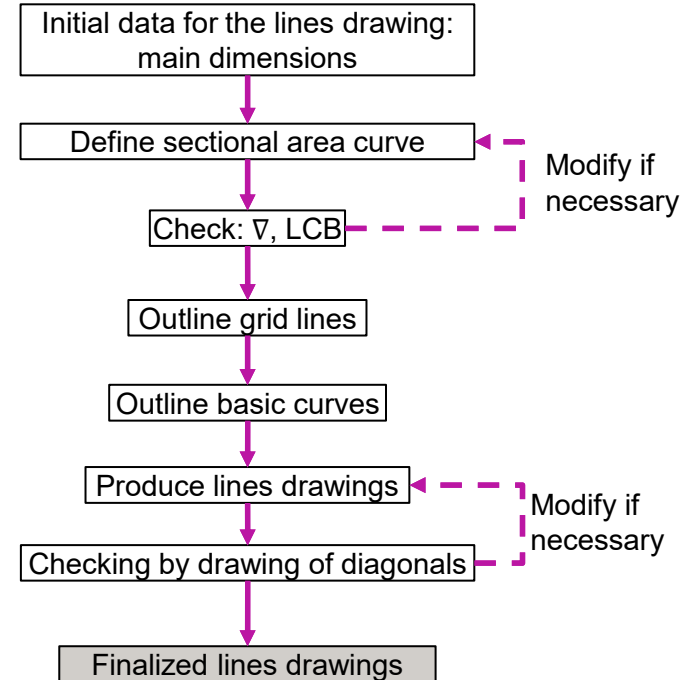 Initial data for the lines drawing:
main dimensions
Define sectional area curve
Modify if
necessary
Check: ∇, LCB
Outline grid lines
Outline basic curves
Produce lines drawings
Modify if
necessary
Checking by drawing of diagonals
Finalized lines drawings